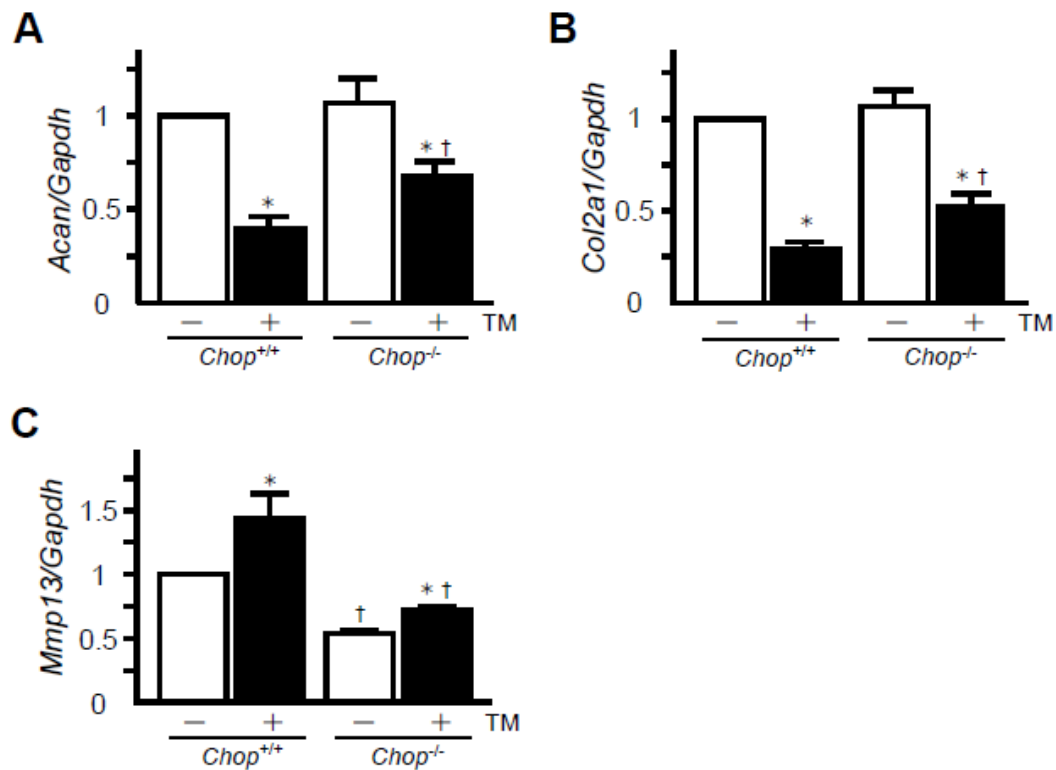 A
Acan/Gapdh
1
0.5
0
*
* †
− + − + TM
Chop+/+ Chop-/-
B
Col2a1/Gapdh
1
0.5
0
*
* †
− + − + TM
Chop+/+ Chop-/-
C
Mmp13/Gapdh
1.5
1
0.5
0
*
†
* †
− + − + TM
Chop+/+ Chop-/-